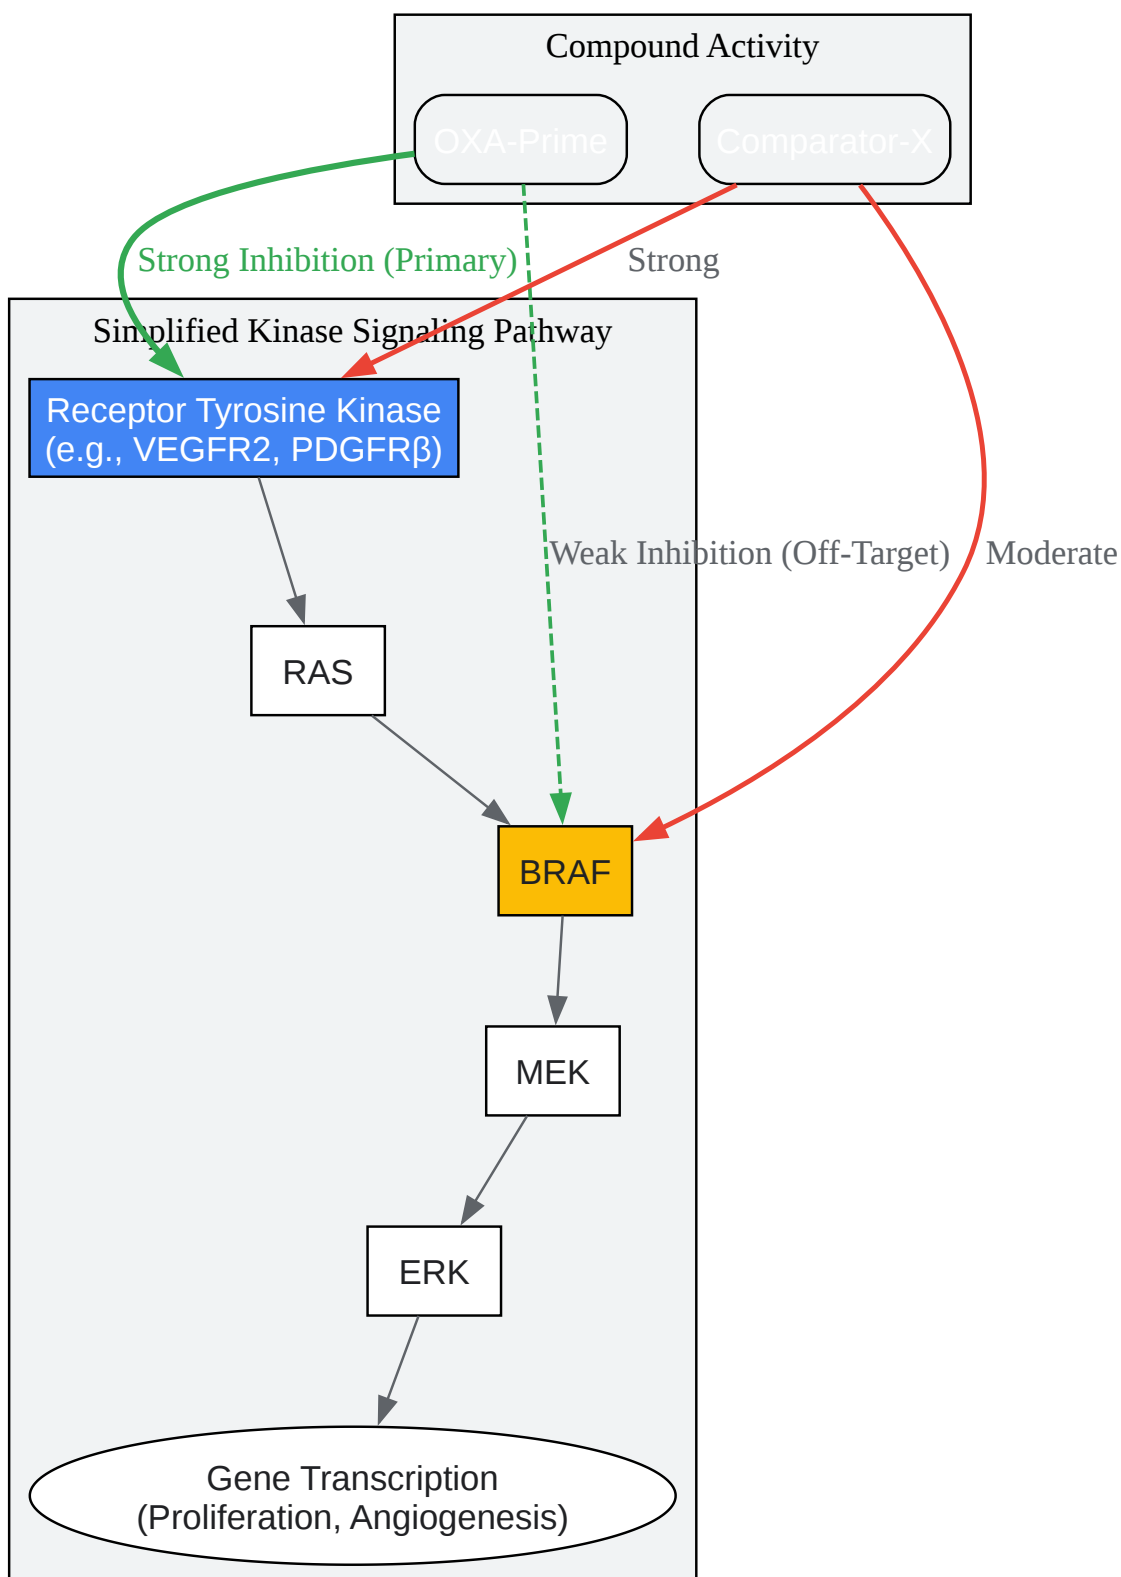 Compound Activity
OXA-Prime
Comparator-X
Strong Inhibition (Primary)
Strong
Simplified Kinase Signaling Pathway
Receptor Tyrosine Kinase
(e.g., VEGFR2, PDGFRβ)
Weak Inhibition (Off-Target)
Moderate
RAS
BRAF
MEK
ERK
Gene Transcription
(Proliferation, Angiogenesis)